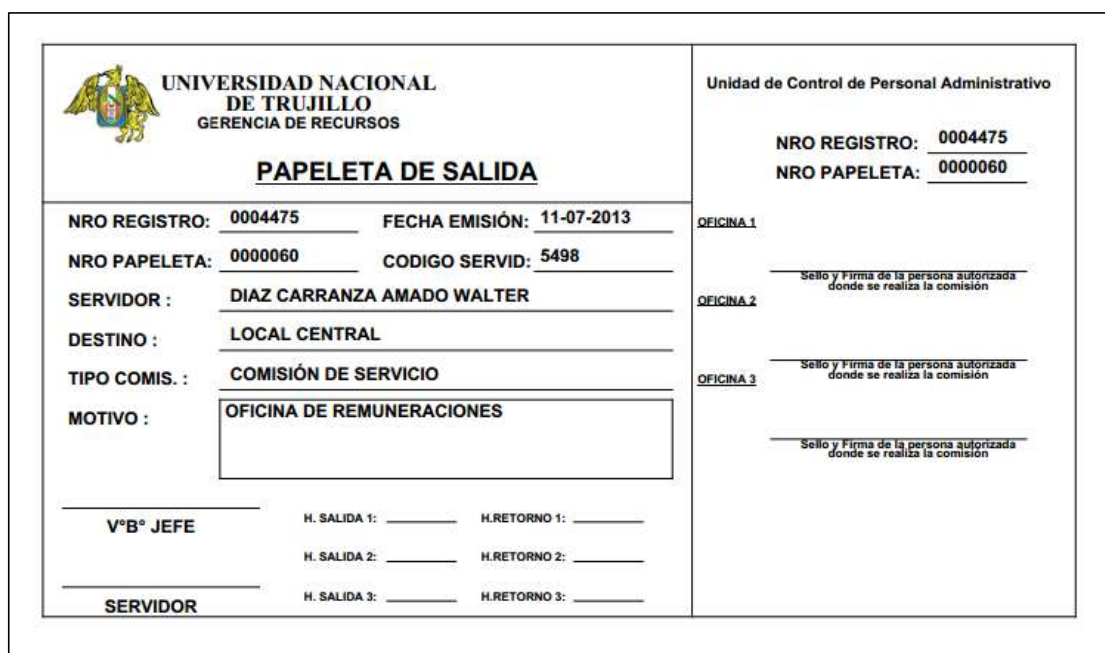 UNIVERSIDAD NACIONAL
DE TRUJILLO
GERENCIA DE RECURSOS
PAPELETA DE SALIDA
NRO REGISTRO: 0004475 FECHA EMISIÓN: 11-07-2013
NRO PAPELETA: 0000060 CODIGO SERVID: 5498
SERVIDOR : DIAZ CARRANZA AMADO WALTER
DESTINO : LOCAL CENTRAL
TIPO COMIS. : COMISIÓN DE SERVICIO
MOTIVO : OFICINA DE REMUNERACIONES
V°B° JEFE
SERVIDOR
H. SALIDA 1: H.RETORNO 1:
H. SALIDA 2: H.RETORNO 2:
H. SALIDA 3: H.RETORNO 3:
Unidad de Control de Personal Administrativo
NRO REGISTRO: 0004475
NRO PAPELETA: 0000060
OFICINA 1
Sello y Firma de la persona autorizada
donde se realiza la comisión
OFICINA 2
Sello y Firma de la persona autorizada
donde se realiza la comisión
OFICINA 3
Sello y Firma de la persona autorizada
donde se realiza la comisión